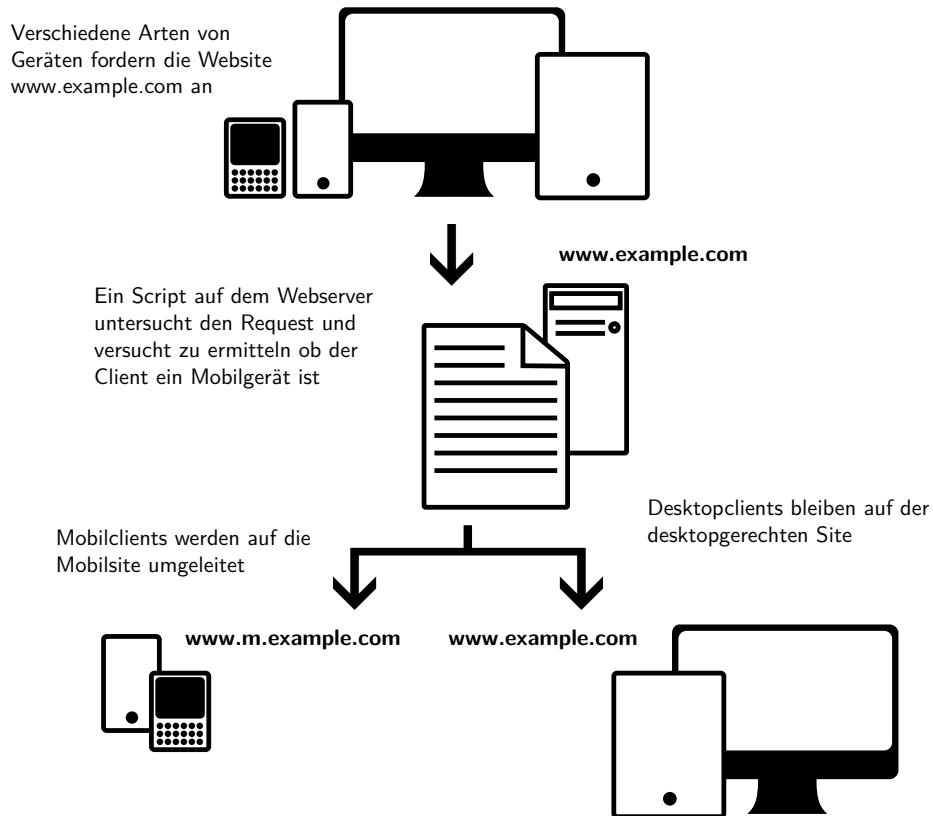 Verschiedene Arten von
Geräten fordern die Website
www.example.com an
www.example.com
Ein Script auf dem Webserver
untersucht den Request und
versucht zu ermitteln ob der
Client ein Mobilgerät ist
Desktopclients bleiben auf der
desktopgerechten Site
Mobilclients werden auf die
Mobilsite umgeleitet
www.m.example.com
www.example.com